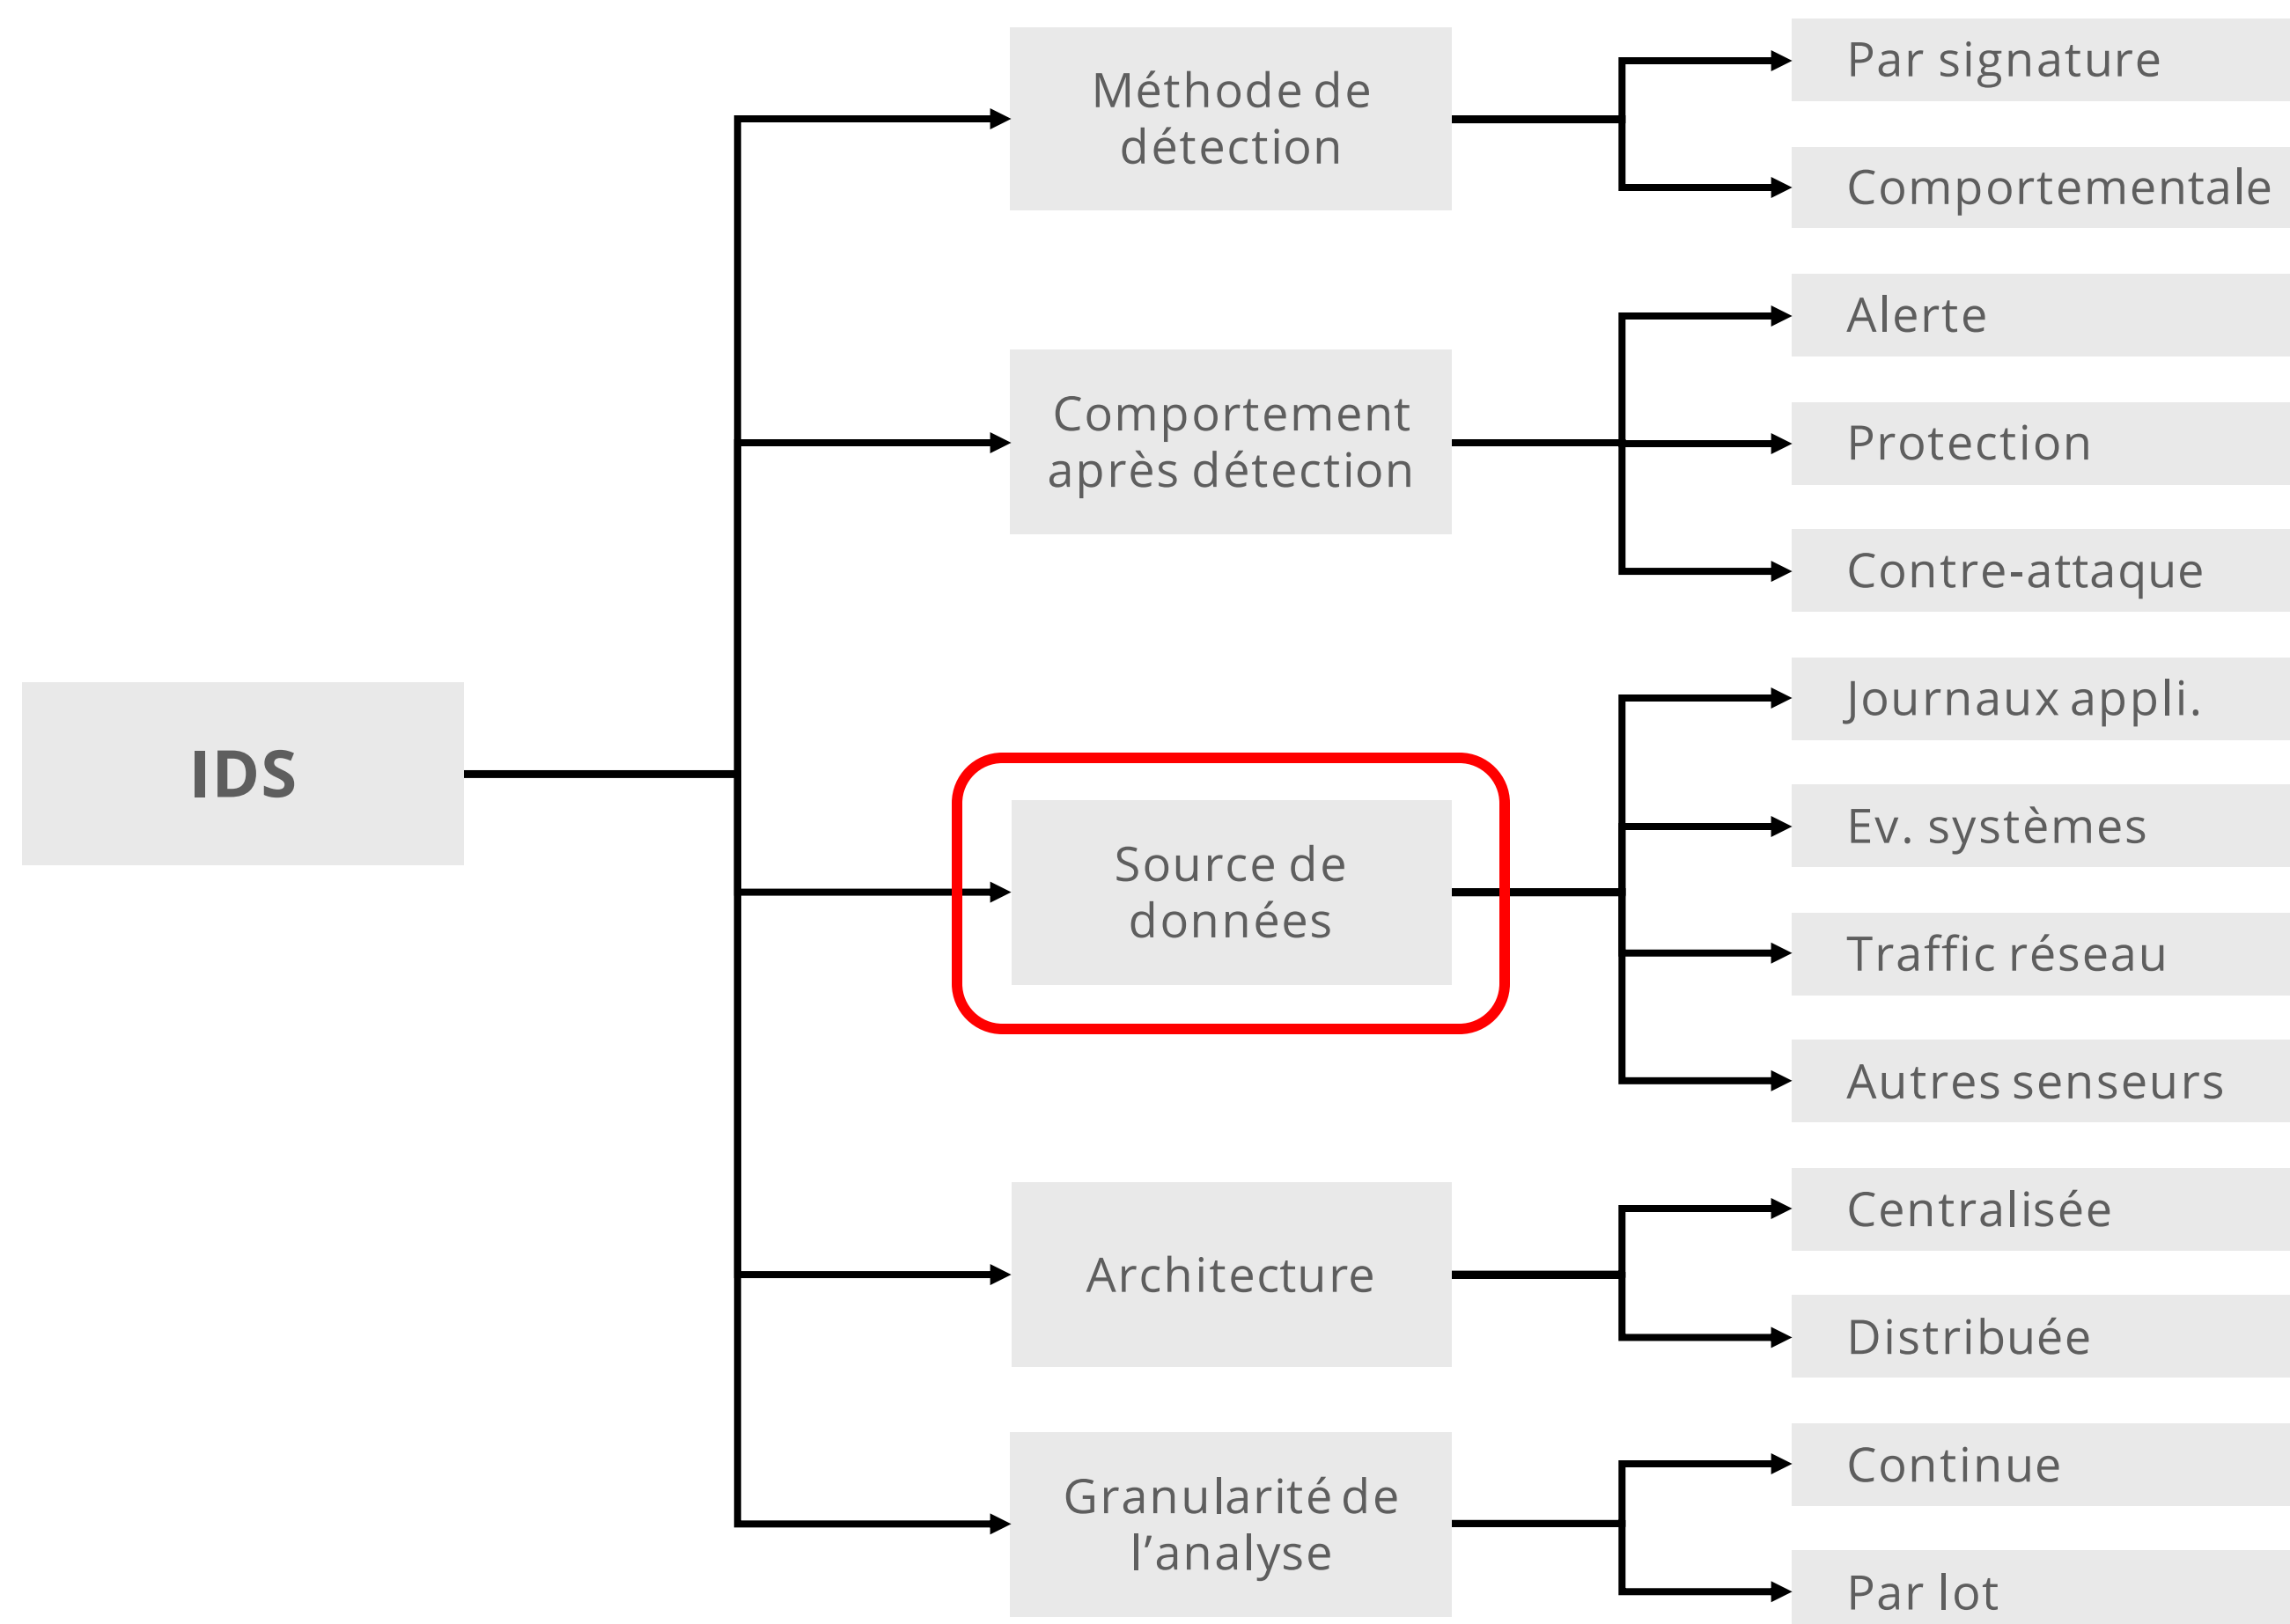 IDS
Méthode de
détection
Par signature
Comportementale
Comportement
après détection
Alerte
Protection
Contre-attaque
Source de
données
Journaux appli.
Ev. systèmes
Traffic réseau
Autres senseurs
Architecture
Centralisée
Distribuée
Granularité de
l’analyse
Continue
Par lot